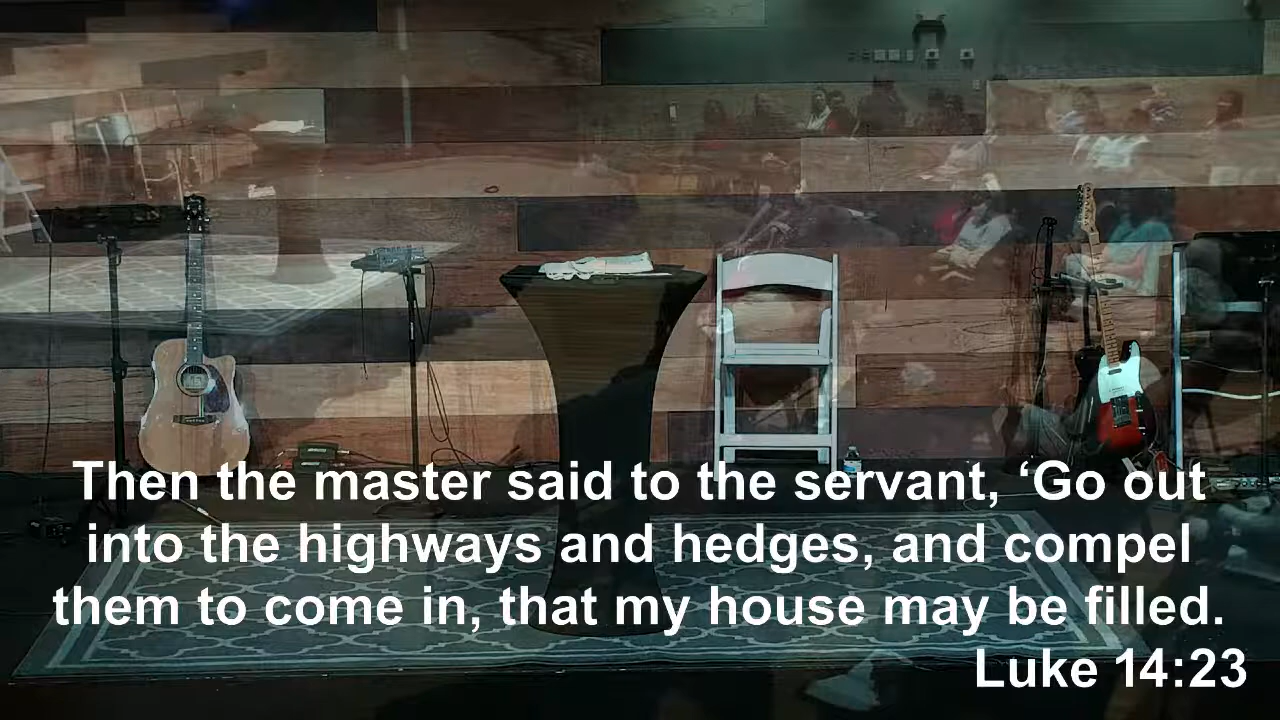 Then the master said to the servant, ‘Go out
into the highways and hedges, and compel
them to come in, that my house may be filled.
Luke 14:23